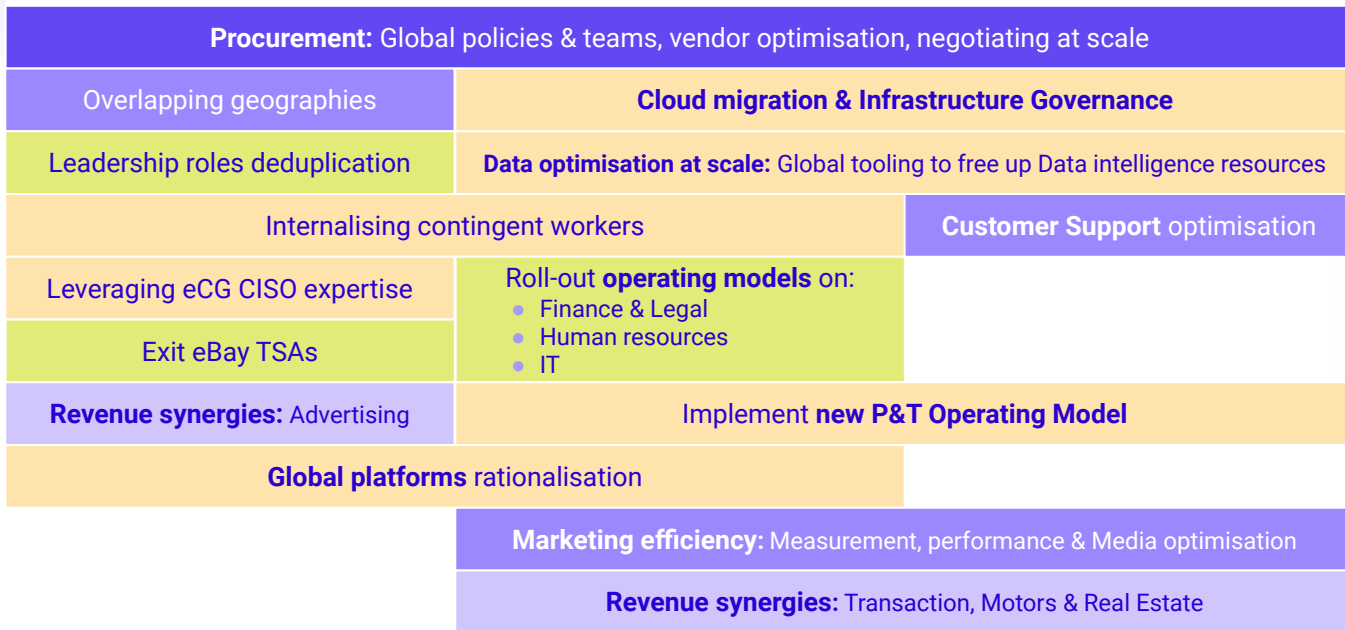 Procurement: Global policies & teams, vendor optimisation, negotiating at scale
Overlapping geographies
Cloud migration & Infrastructure Governance
Leadership roles deduplication
Data optimisation at scale: Global tooling to free up Data intelligence resources
Internalising contingent workers
Customer Support optimisation
Leveraging eCG CISO expertise
Roll-out operating models on:
● Finance & Legal
● Human resources
● IT
Exit eBay TSAs
Revenue synergies: Advertising
Implement new P&T Operating Model
Global platforms rationalisation
Marketing efficiency: Measurement, performance & Media optimisation
Revenue synergies: Transaction, Motors & Real Estate